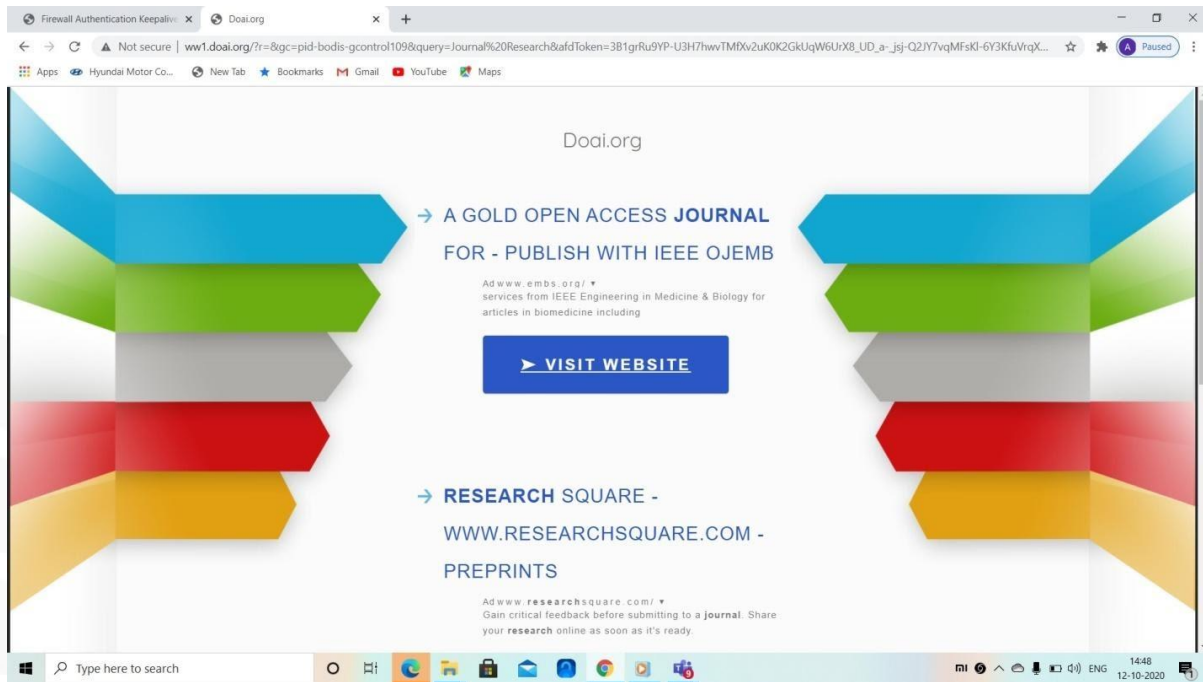 Firewall Authentication Keepalive
Doai.org
Not secure | ww1.doai.org/?r=&gc=pid-bodis-gcontrol109&query=Journal%20Research&afdToken=3B1grRu9YP-U3H7hwvTMfXv2uK0K2GkUqW6UrX8_UD_a-_jsj-Q2JY7vqMFsKl-6Y3KfuVrqX...
A Paused
Apps Hyundai Motor Co... New Tab Bookmarks Gmail YouTube Maps
Doai.org
A GOLD OPEN ACCESS JOURNAL
FOR - PUBLISH WITH IEEE OJEMB
Ad www.embs.org/
services from IEEE Engineering in Medicine & Biology for
articles in biomedicine including
➤ VISIT WEBSITE
RESEARCH SQUARE -
WWW.RESEARCHSQUARE.COM -
PREPRINTS
Ad www.researchsquare.com/
Gain critical feedback before submitting to a journal. Share
your research online as soon as it's ready.
Type here to search
ENG
14:48
12-10-2020